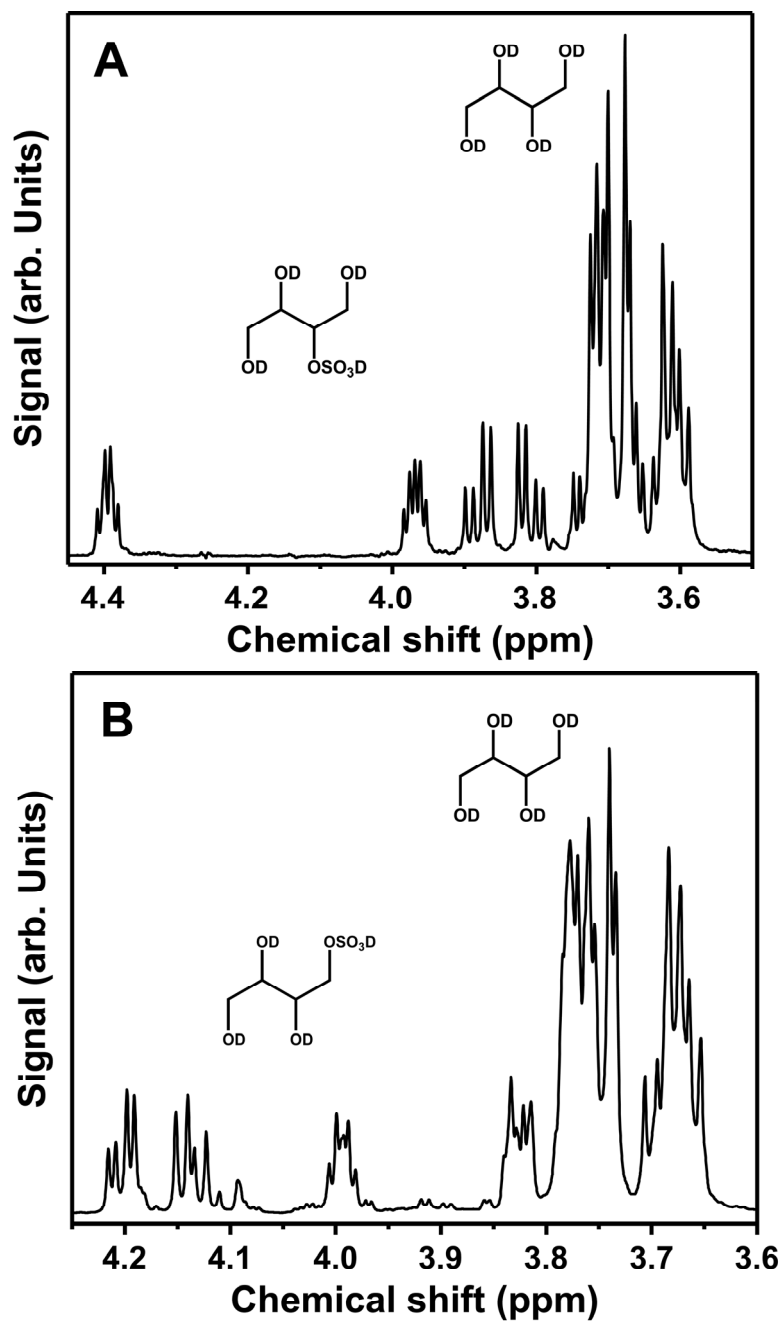 A
OD OD
OD OD
OD OD
OD OSO3D
Signal (arb. Units)
4.4 4.2 4.0 3.8 3.6
Chemical shift (ppm)
B
OD OD
OD OD
OD OSO3D
OD OD
Signal (arb. Units)
4.2 4.1 4.0 3.9 3.8 3.7 3.6
Chemical shift (ppm)